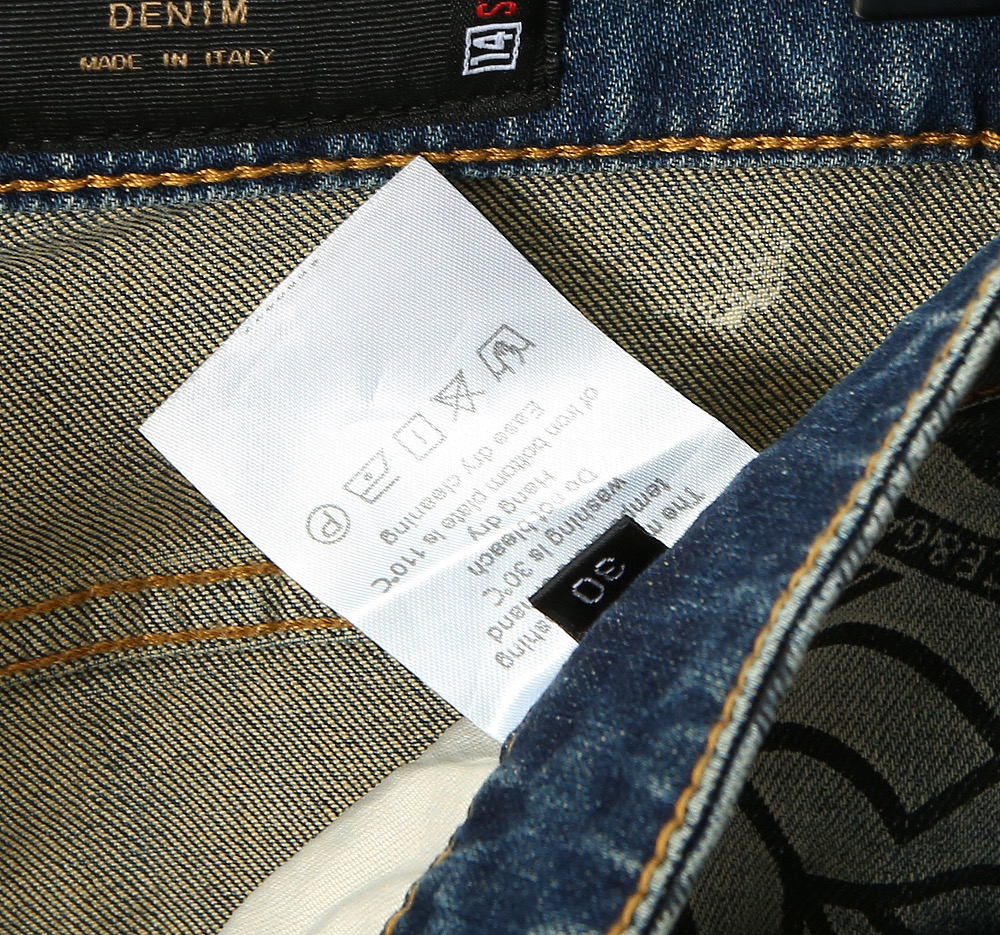 DENIM
MADE IN ITALY
14
The
hand
washing is 30℃
Do not bleach
Hang dry
of iron bottom plate is 110℃
Ease dry cleaning
P
30